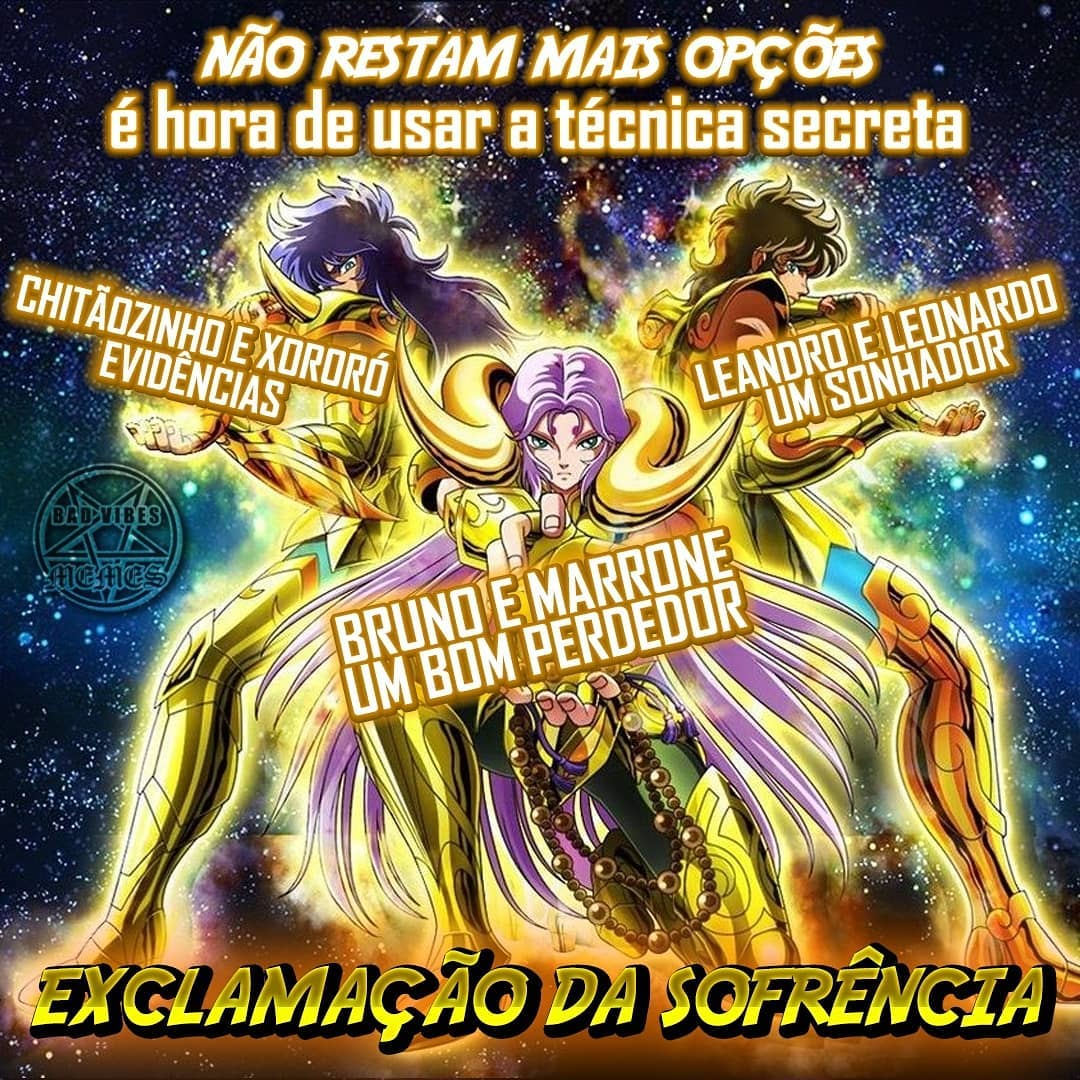 NÃO RESTAM MAIS OPÇÕES
é hora de usar a técnica secreta
CHITÃOZINHO E XORORÓ
EVIDÊNCIAS
LEANDRO E LEONARDO
UM SONHADOR
BAD VIBES
MEMES
BRUNO E MARRONE
UM BOM PERDEDOR
EXCLAMAÇÃO DA SOFRÊNCIA